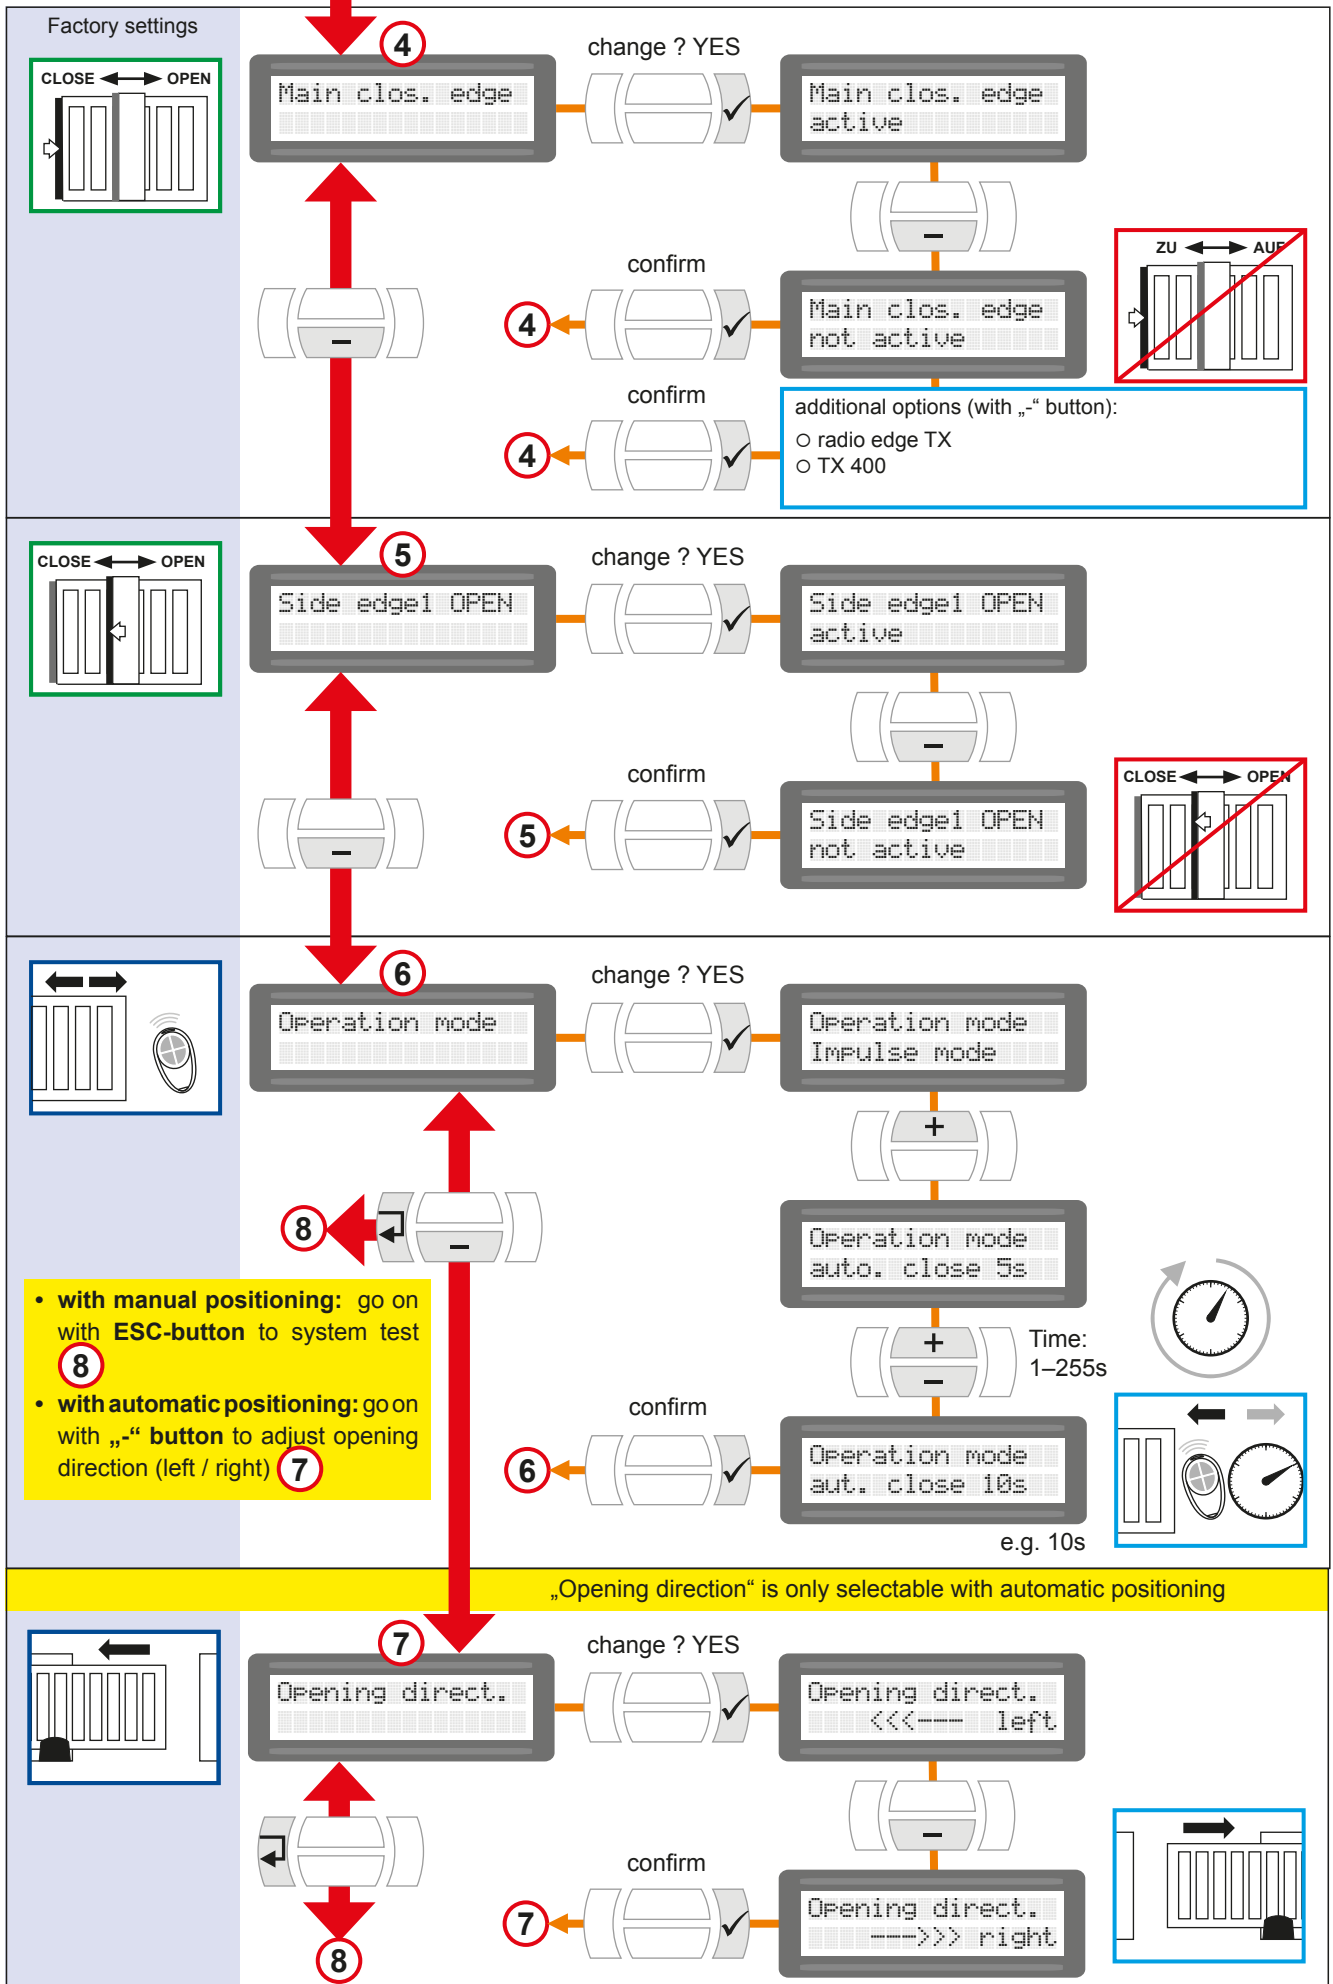 Factory settings
4
change ? YES
CLOSE OPEN
Main clos. edge
Main clos. edge
active
–
confirm
ZU AUF
4
Main clos. edge
not active
–
confirm
additional options (with „-“ button):
4
○ radio edge TX
○ TX 400
5
change ? YES
CLOSE OPEN
Side edge1 OPEN
Side edge1 OPEN
active
–
confirm
CLOSE OPEN
5
Side edge1 OPEN
not active
–
6
change ? YES
Operation mode
Operation mode
Impulse mode
+
8
–
Operation mode
auto. close 5s
• with manual positioning: go on
with ESC-button to system test
8
• with automatic positioning: go on
with „-“ button to adjust opening
direction (left / right) 7
+
–
Time:
1–255s
confirm
6
Operation mode
aut. close 10s
e.g. 10s
„Opening direction“ is only selectable with automatic positioning
7
change ? YES
Opening direct.
Opening direct.
<<<--- left
–
confirm
7
Opening direct.
--->>> right
8